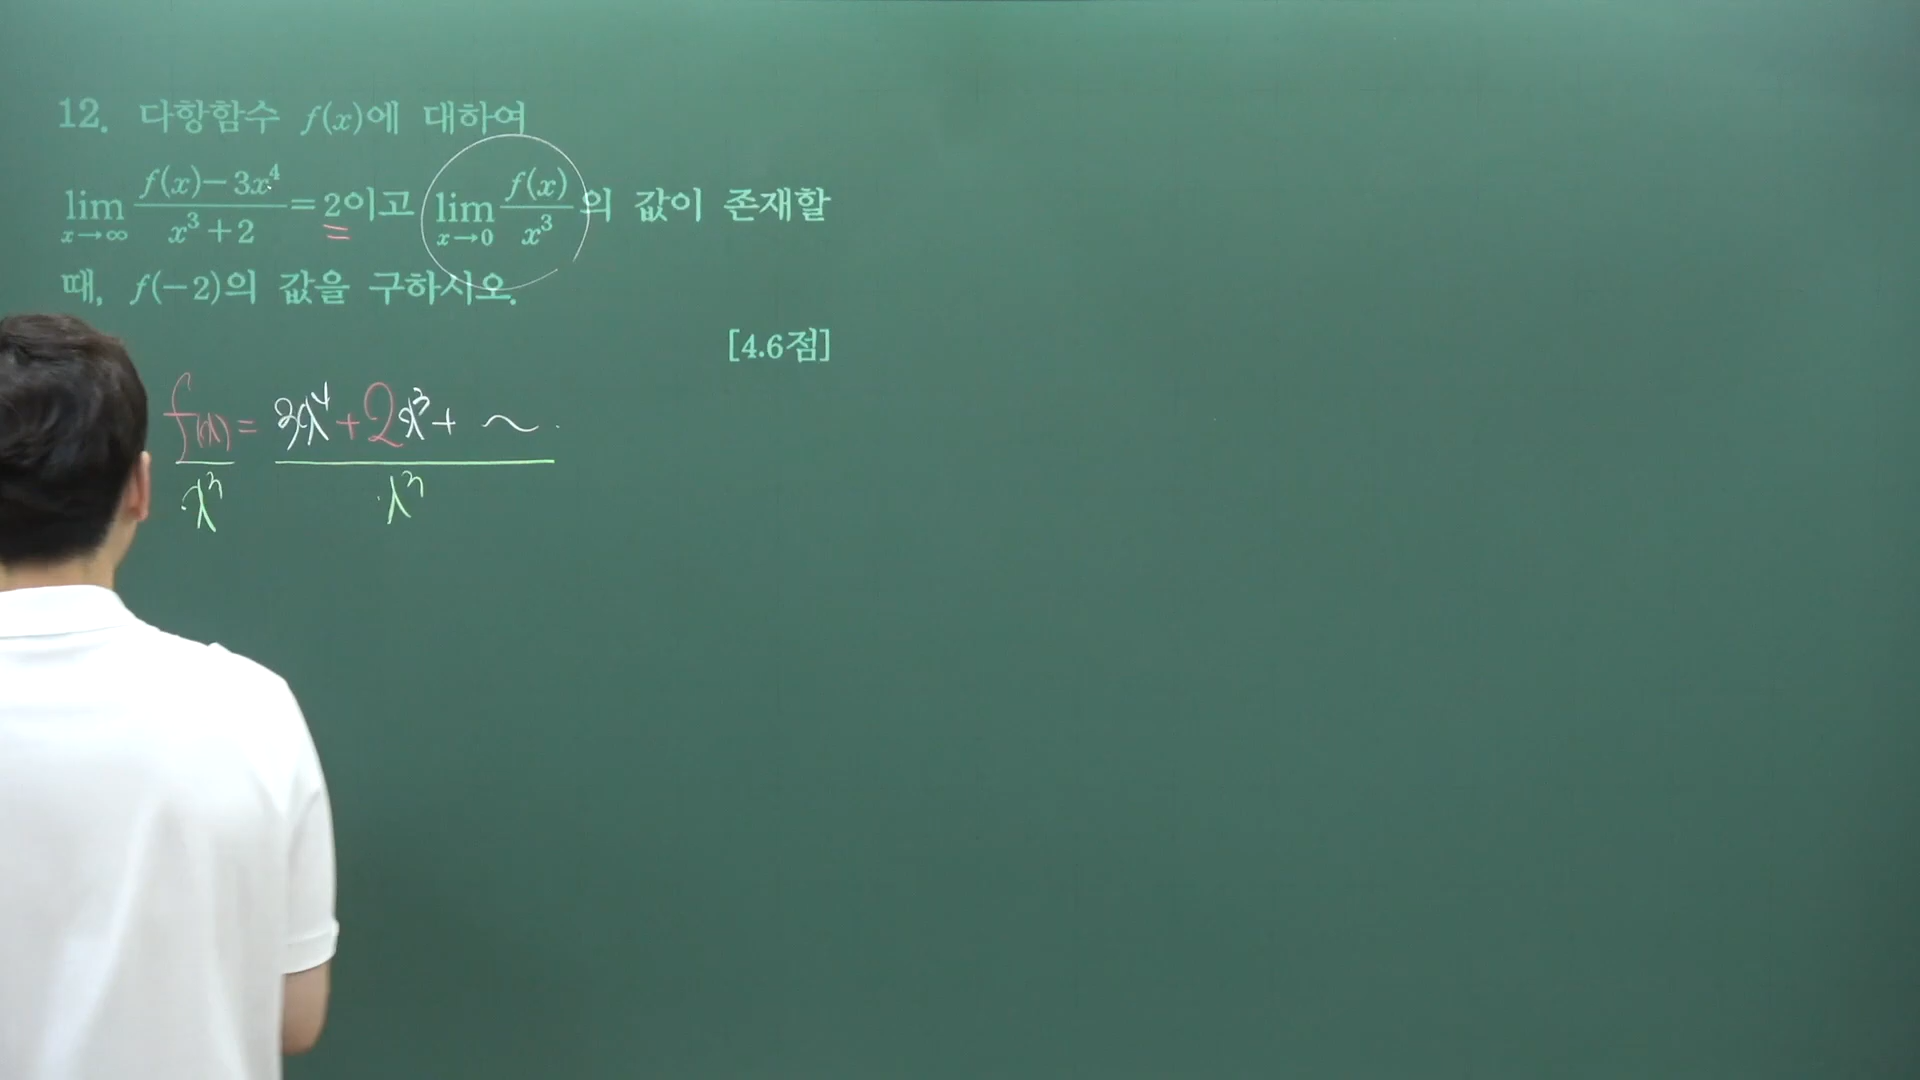 12. 다항함수 f(x)에 대하여
lim x→∞ (f(x)−3x⁴)/(x³+2) = 2이고 lim x→0 f(x)/x³ 의 값이 존재할
때, f(−2)의 값을 구하시오.
[4.6점]
f(x) = 3x⁴ + 2x³ + ~
x³ x³